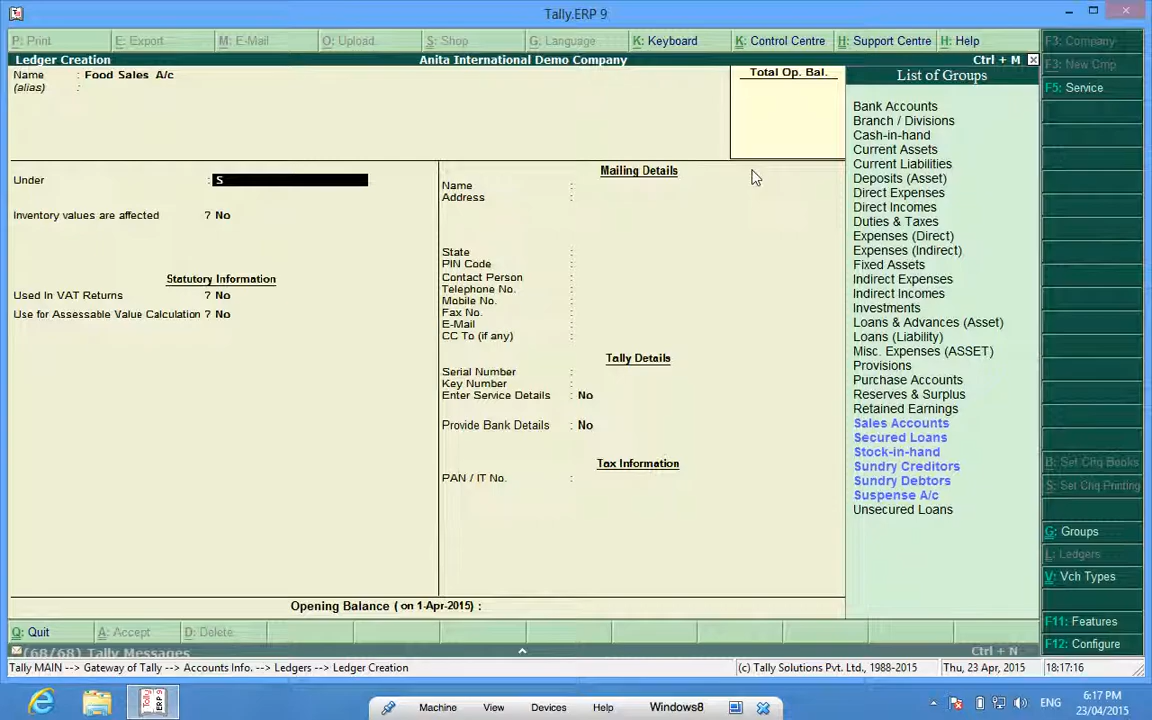 Tally.ERP 9
P: Print
E: Export
M: E-Mail
O: Upload
S: Shop
G: Language
K: Keyboard
K: Control Centre
H: Support Centre
H: Help
F3: Company
Ledger Creation
Anita International Demo Company
Ctrl + M
F3: New Cmp
Name : Food Sales A/c
(alias) :
Total Op. Bal.
List of Groups
F5: Service
Bank Accounts
Branch / Divisions
Cash-in-hand
Current Assets
Current Liabilities
Deposits (Asset)
Direct Expenses
Direct Incomes
Duties & Taxes
Expenses (Direct)
Expenses (Indirect)
Fixed Assets
Indirect Expenses
Indirect Incomes
Investments
Loans & Advances (Asset)
Loans (Liability)
Misc. Expenses (ASSET)
Provisions
Purchase Accounts
Reserves & Surplus
Retained Earnings
Sales Accounts
Secured Loans
Stock-in-hand
Sundry Creditors
Sundry Debtors
Suspense A/c
Unsecured Loans
Under : S
Inventory values are affected ? No
Statutory Information
Used In VAT Returns ? No
Use for Assessable Value Calculation ? No
Mailing Details
Name :
Address :
State :
PIN Code :
Contact Person :
Telephone No. :
Mobile No. :
Fax No. :
E-Mail :
CC To (if any) :
Tally Details
Serial Number :
Key Number :
Enter Service Details : No
Provide Bank Details : No
Tax Information
PAN / IT No. :
B: Set Chq Books
S: Set Chq Printing
G: Groups
L: Ledgers
V: Vch Types
F11: Features
F12: Configure
Opening Balance ( on 1-Apr-2015) :
Q: Quit
A: Accept
D: Delete
(68/68) Tally Messages
Ctrl + N
Tally MAIN --> Gateway of Tally --> Accounts Info. --> Ledgers --> Ledger Creation
(c) Tally Solutions Pvt. Ltd., 1988-2015
Thu, 23 Apr, 2015
18:17:16
Tally ERP 9
Machine
View
Devices
Help
Windows8
ENG
6:17 PM
23/04/2015